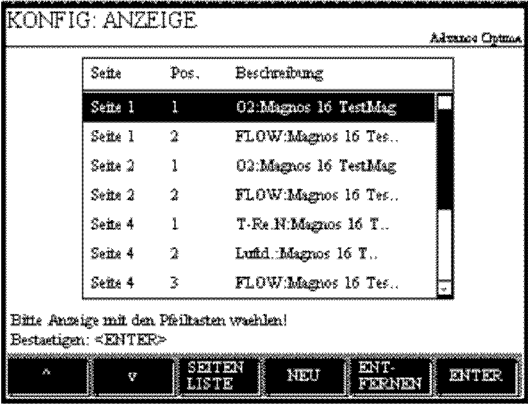 KONFIG: ANZEIGE
Advance Optima
Seite Pos. Beschreibung
Seite 1 1 O2:Magnos 16 TestMag
Seite 1 2 FLOW:Magnos 16 Tes..
Seite 2 1 O2:Magnos 16 TestMag
Seite 2 2 FLOW:Magnos 16 Tes..
Seite 4 1 T-Re.N:Magnos 16 T..
Seite 4 2 Luftd.:Magnos 16 T..
Seite 4 3 FLOW:Magnos 16 Tes..
Bitte Anzeige mit den Pfeiltasten waehlen!
Bestaetigen: <ENTER>
^ v SEITEN LISTE NEU ENT-FERNEN ENTER